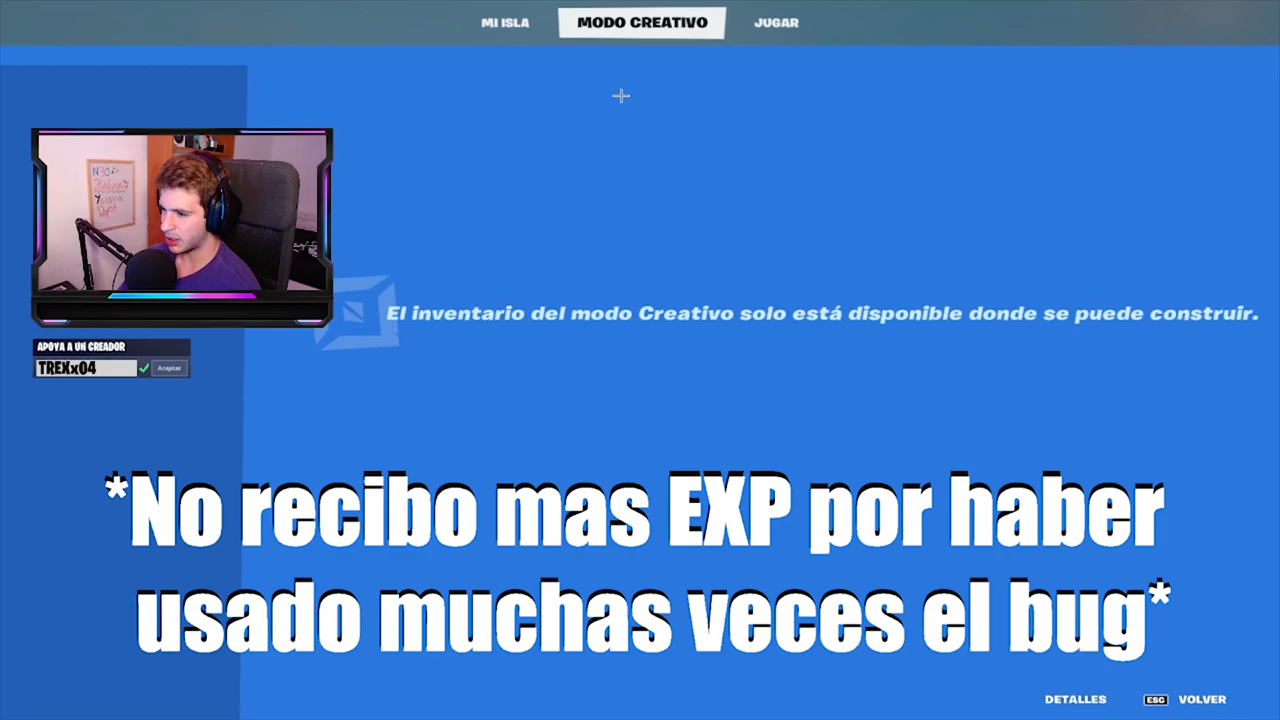 MI ISLA
MODO CREATIVO
JUGAR
El inventario del modo Creativo solo está disponible donde se puede construir.
APOYA A UN CREADOR
TREXx04
Aceptar
*No recibo mas EXP por haber
usado muchas veces el bug*
DETALLES
ESC VOLVER